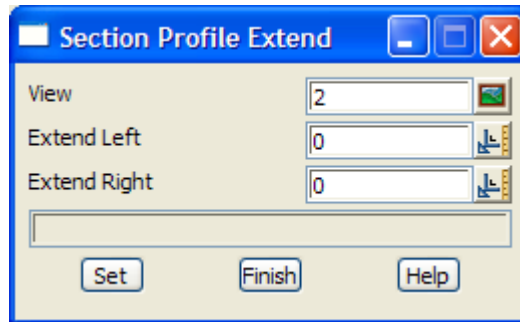 Section Profile Extend
View 2
Extend Left 0
Extend Right 0
Set Finish Help